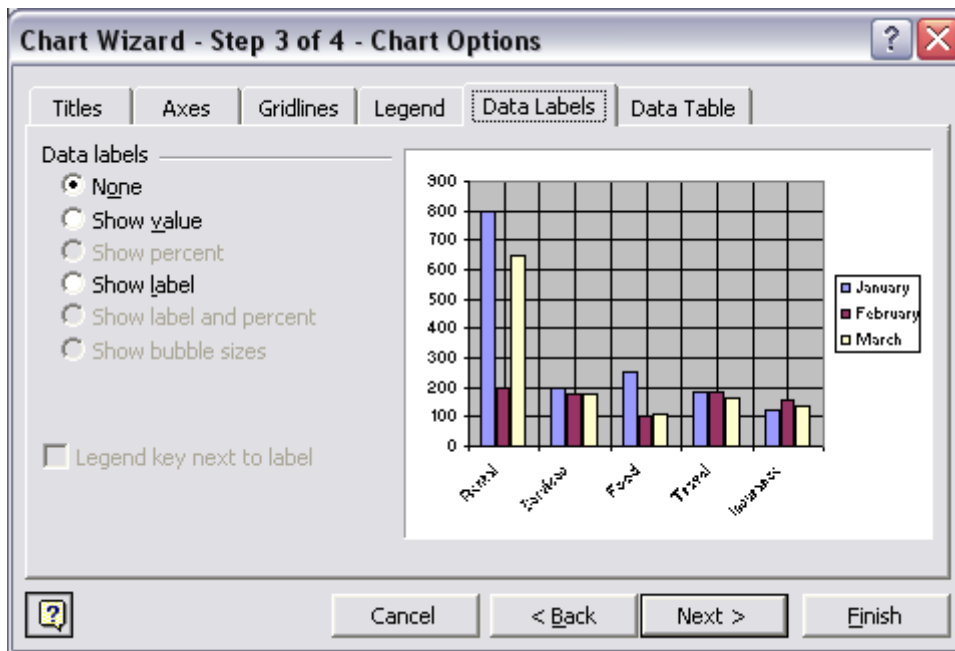 Chart Wizard - Step 3 of 4 - Chart Options
Titles Axes Gridlines Legend Data Labels Data Table
Data labels
None
Show value
Show percent
Show label
Show label and percent
Show bubble sizes
Legend key next to label
900
800
700
600
500
400
300
200
100
0
Rental Services Food Travel Insurance
January
February
March
Cancel < Back Next > Finish